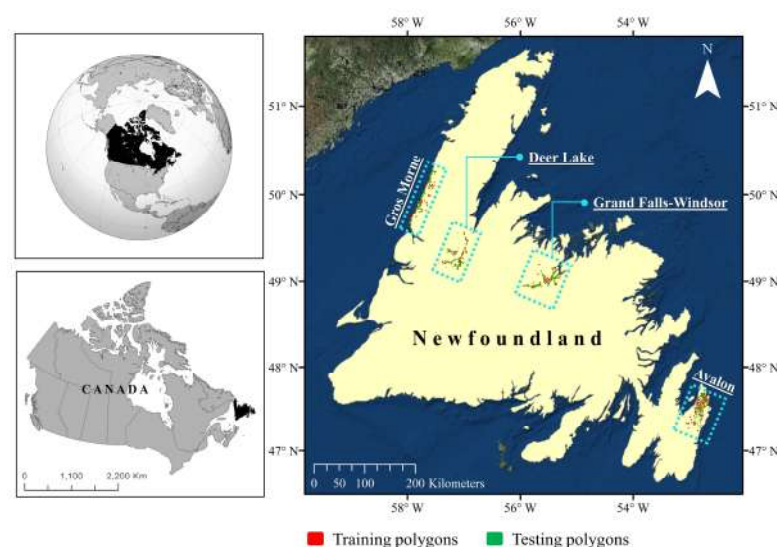 58° W 56° W 54° W
N
51° N
51° N
Deer Lake
Gros Morne
50° N
50° N
Grand Falls-Windsor
49° N
49° N
Newfoundland
48° N
48° N
Avalon
47° N
47° N
0 50 100 200 Kilometers
58° W 56° W 54° W
CANADA
0 1,100 2,200 Km
Training polygons Testing polygons